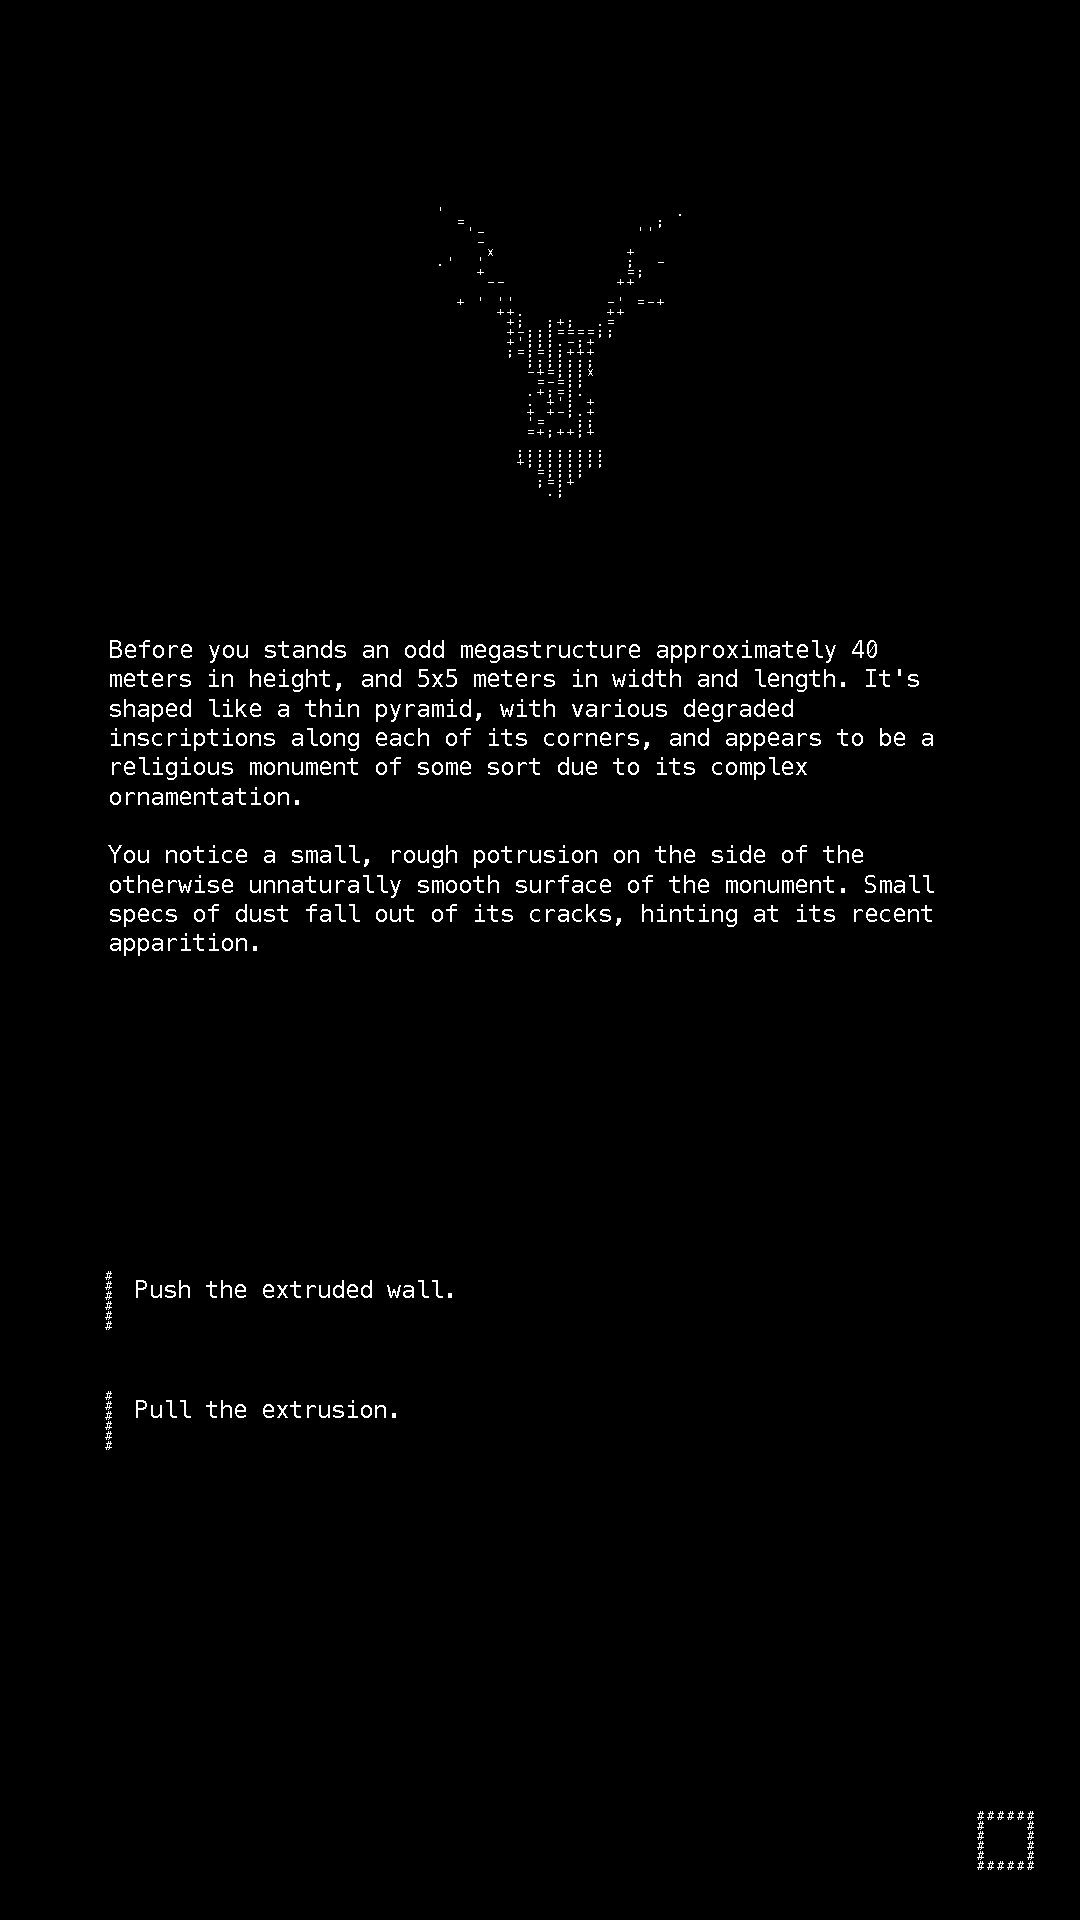 Before you stands an odd megastructure approximately 40
meters in height, and 5x5 meters in width and length. It's
shaped like a thin pyramid, with various degraded
inscriptions along each of its corners, and appears to be a
religious monument of some sort due to its complex
ornamentation.
You notice a small, rough potrusion on the side of the
otherwise unnaturally smooth surface of the monument. Small
specs of dust fall out of its cracks, hinting at its recent
apparition.
Push the extruded wall.
Pull the extrusion.